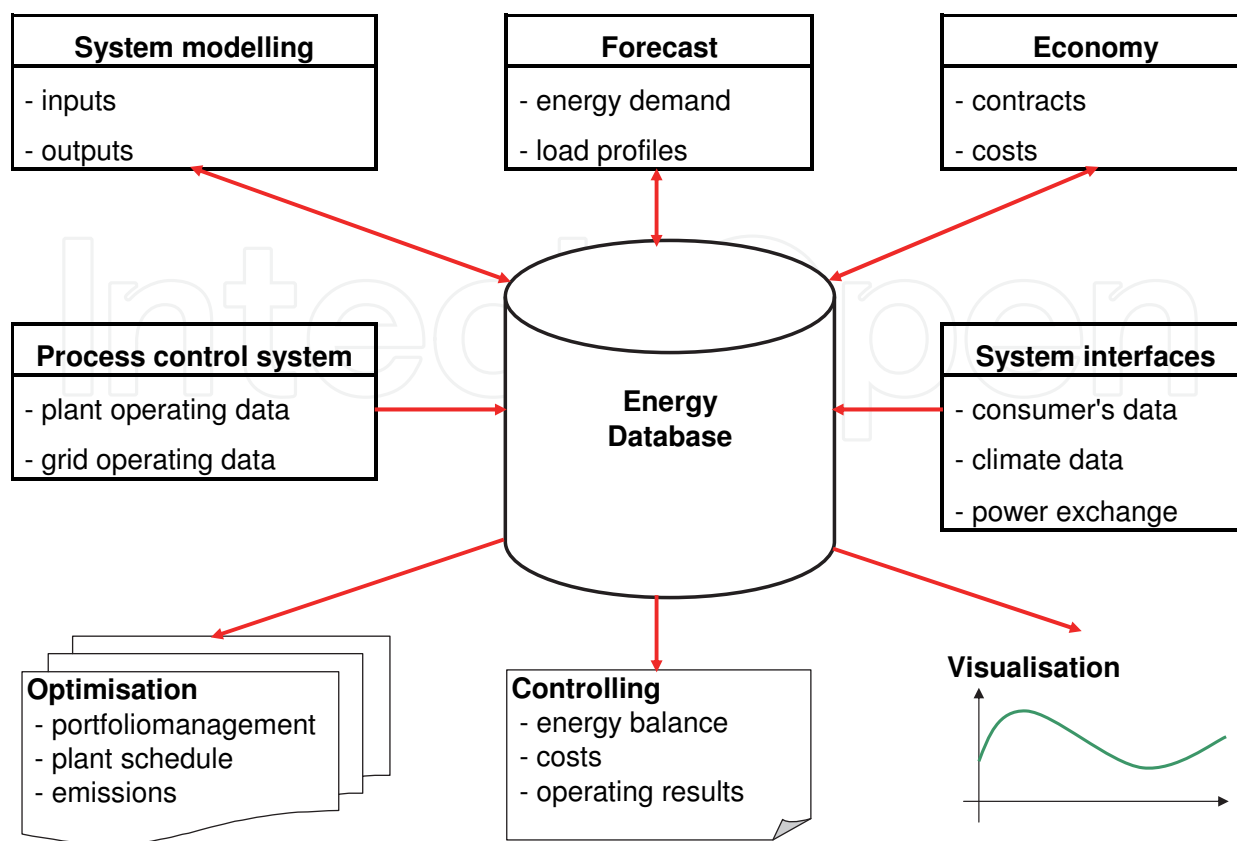 System modelling
- inputs
- outputs
Forecast
- energy demand
- load profiles
Economy
- contracts
- costs
IntechOpen
Process control system
- plant operating data
- grid operating data
Energy
Database
System interfaces
- consumer's data
- climate data
- power exchange
Optimisation
- portfoliomanagement
- plant schedule
- emissions
Controlling
- energy balance
- costs
- operating results
Visualisation